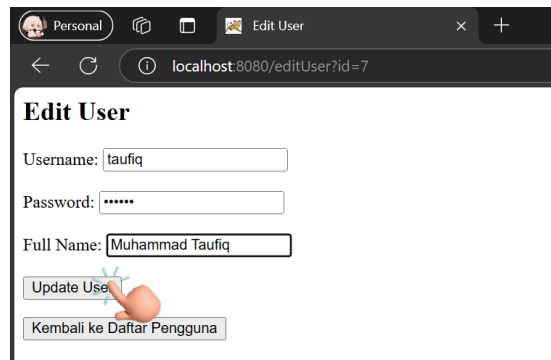 Personal
Edit User
localhost:8080/editUser?id=7
Edit User
Username: taufiq
Password: ••••••
Full Name: Muhammad Taufiq
Update User
Kembali ke Daftar Pengguna